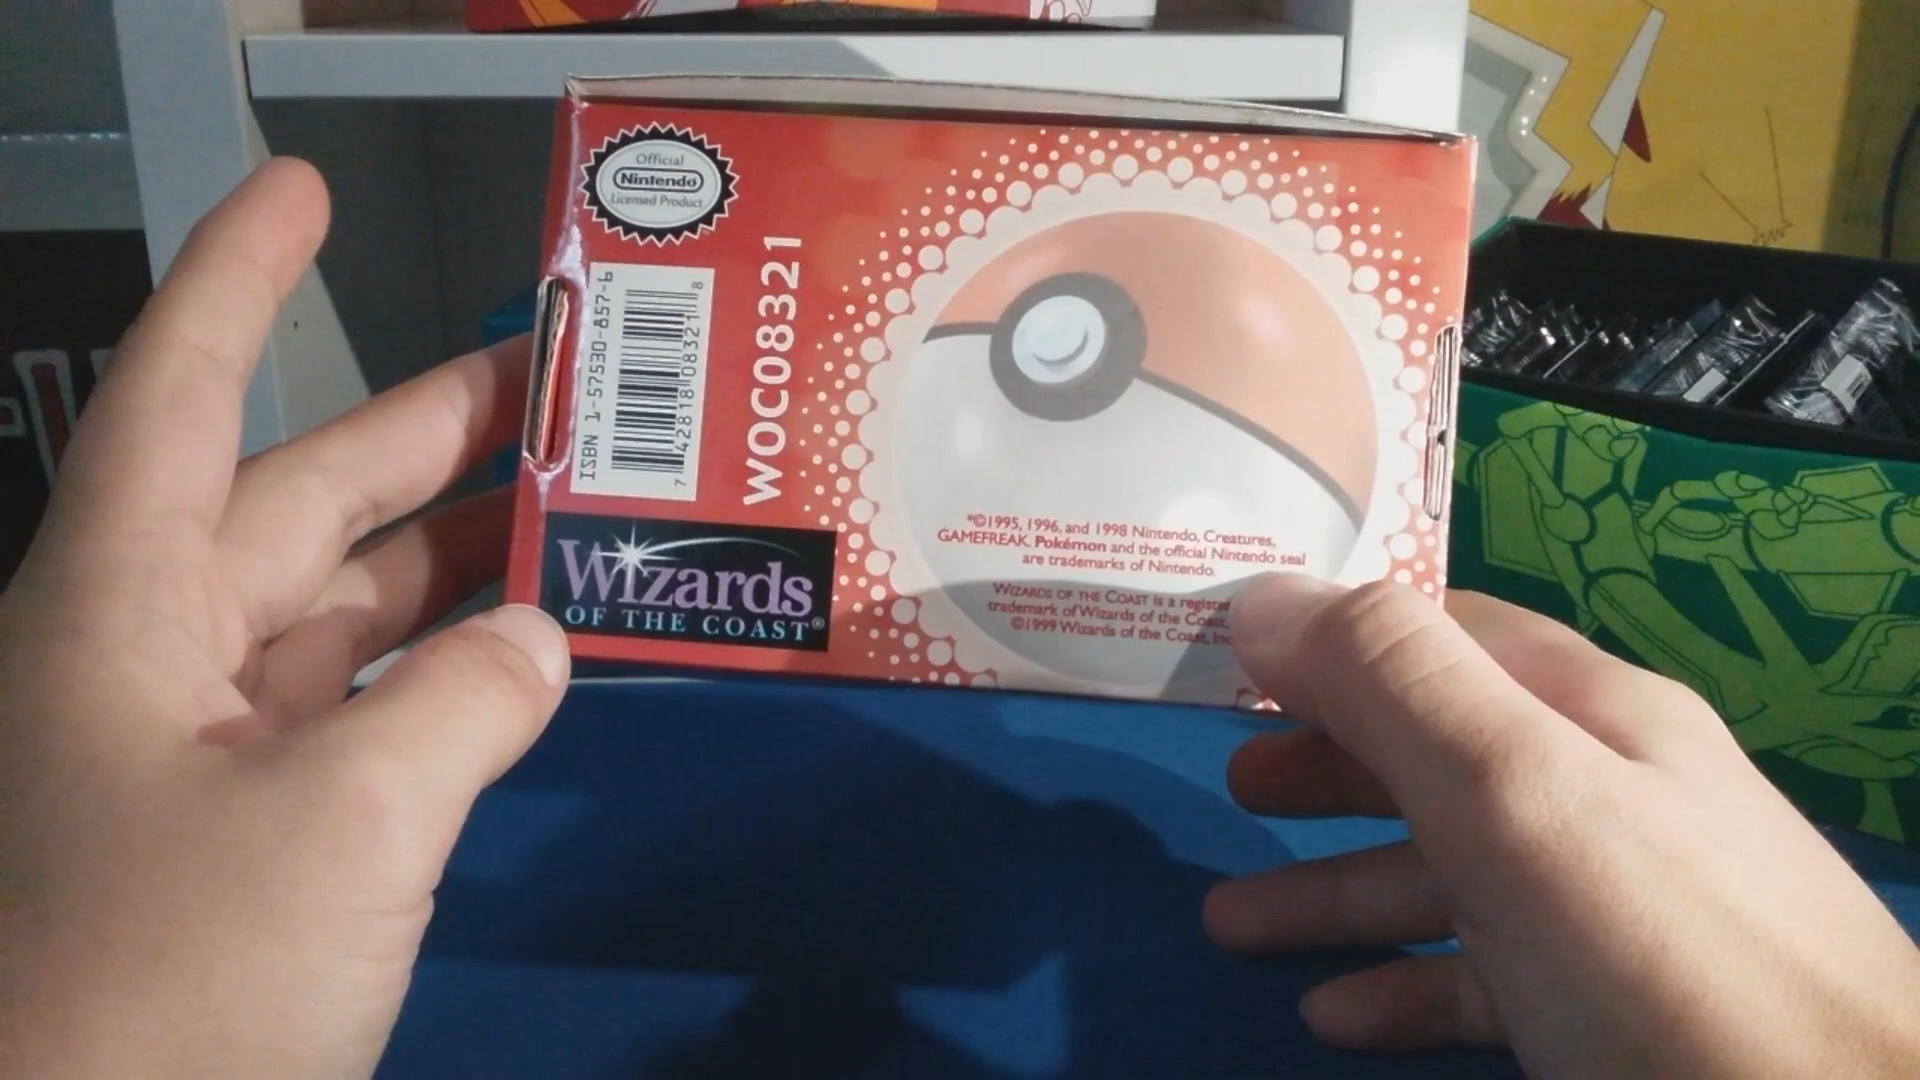 Official
Nintendo
Licensed Product
ISBN 1-57530-857-6
7 42818 08321 8
WOC08321
Wizards
OF THE COAST®
*©1995, 1996, and 1998 Nintendo, Creatures,
GAMEFREAK. Pokémon and the official Nintendo seal
are trademarks of Nintendo.
WIZARDS OF THE COAST is a register
trademark of Wizards of the Coast,
©1999 Wizards of the Coast, Inc